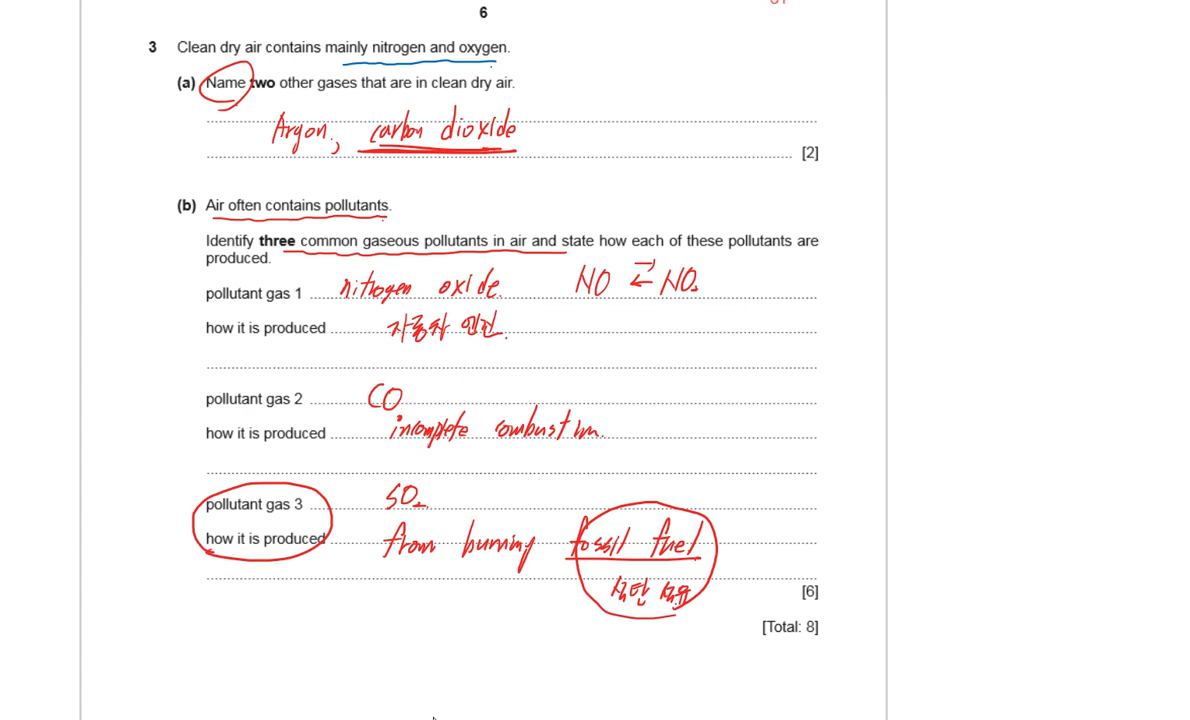 6
3 Clean dry air contains mainly nitrogen and oxygen.
(a) Name two other gases that are in clean dry air.
Argon, carbon dioxide
[2]
(b) Air often contains pollutants.
Identify three common gaseous pollutants in air and state how each of these pollutants are
produced.
pollutant gas 1 nitrogen oxide. NO ⇄ NO₂
how it is produced 자동차 엔진.
pollutant gas 2 CO
how it is produced incomplete combustion.
pollutant gas 3 SO₂
how it is produced from burning fossil fuel
석탄 석유
[6]
[Total: 8]